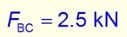 F_BC = 2.5 kN